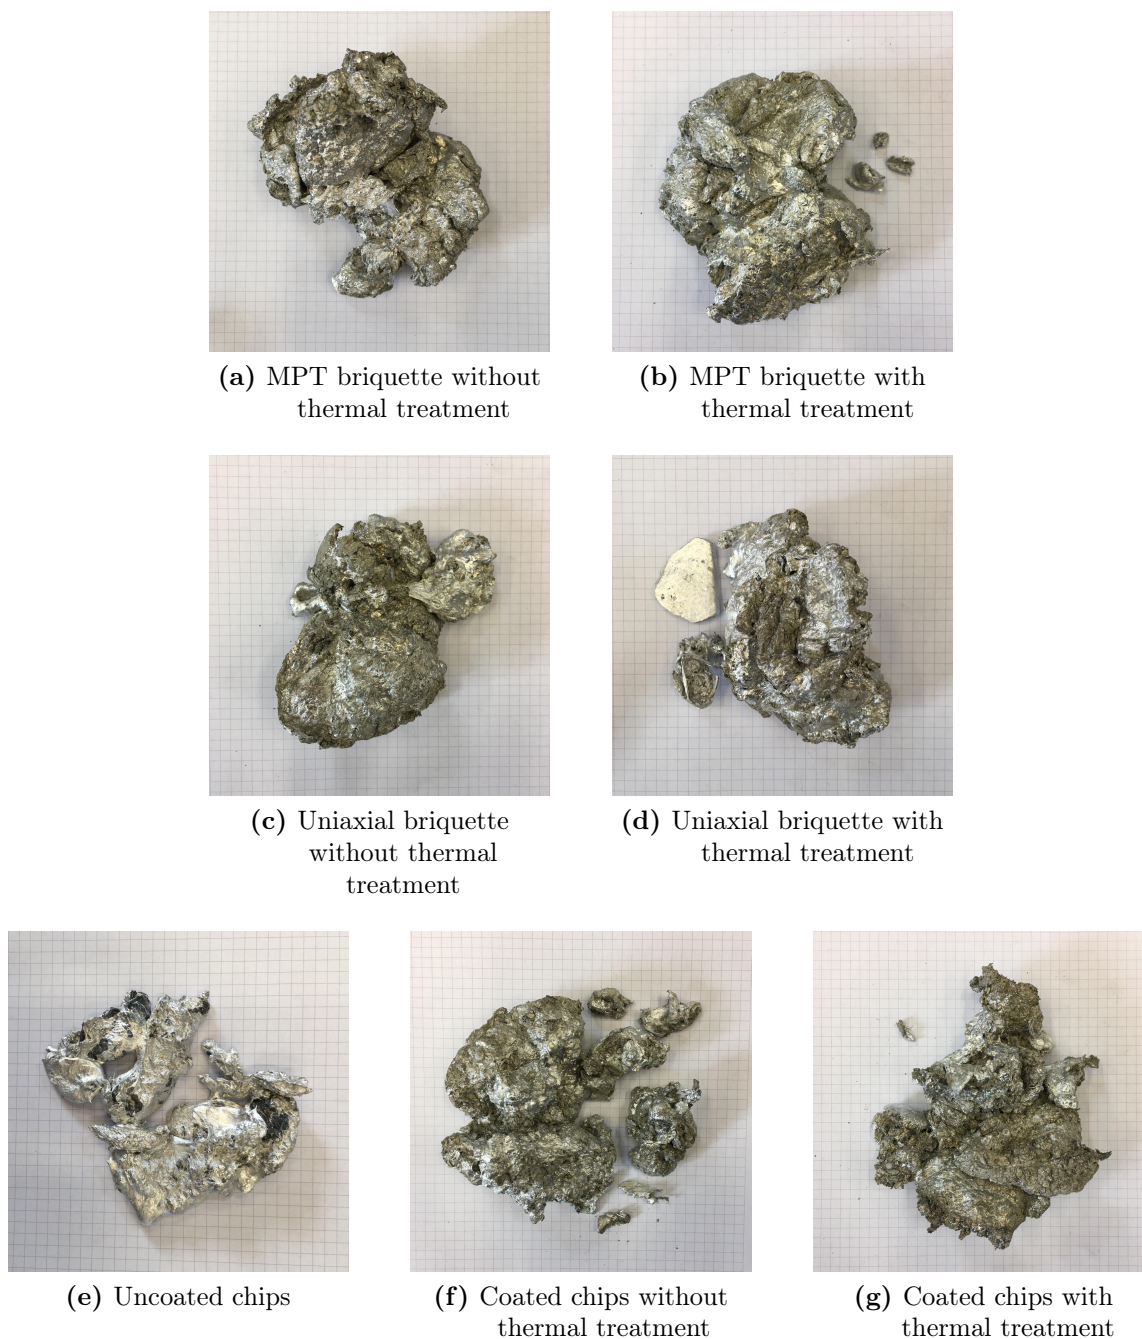 (a) MPT briquette without
thermal treatment
(b) MPT briquette with
thermal treatment
(c) Uniaxial briquette
without thermal
treatment
(d) Uniaxial briquette with
thermal treatment
(e) Uncoated chips
(f) Coated chips without
thermal treatment
(g) Coated chips with
thermal treatment